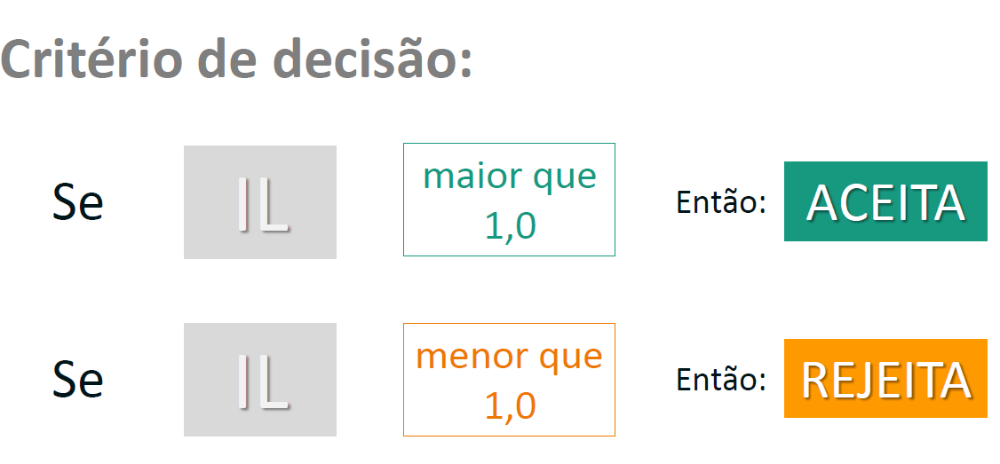 Critério de decisão:
Se IL maior que 1,0 Então: ACEITA
Se IL menor que 1,0 Então: REJEITA